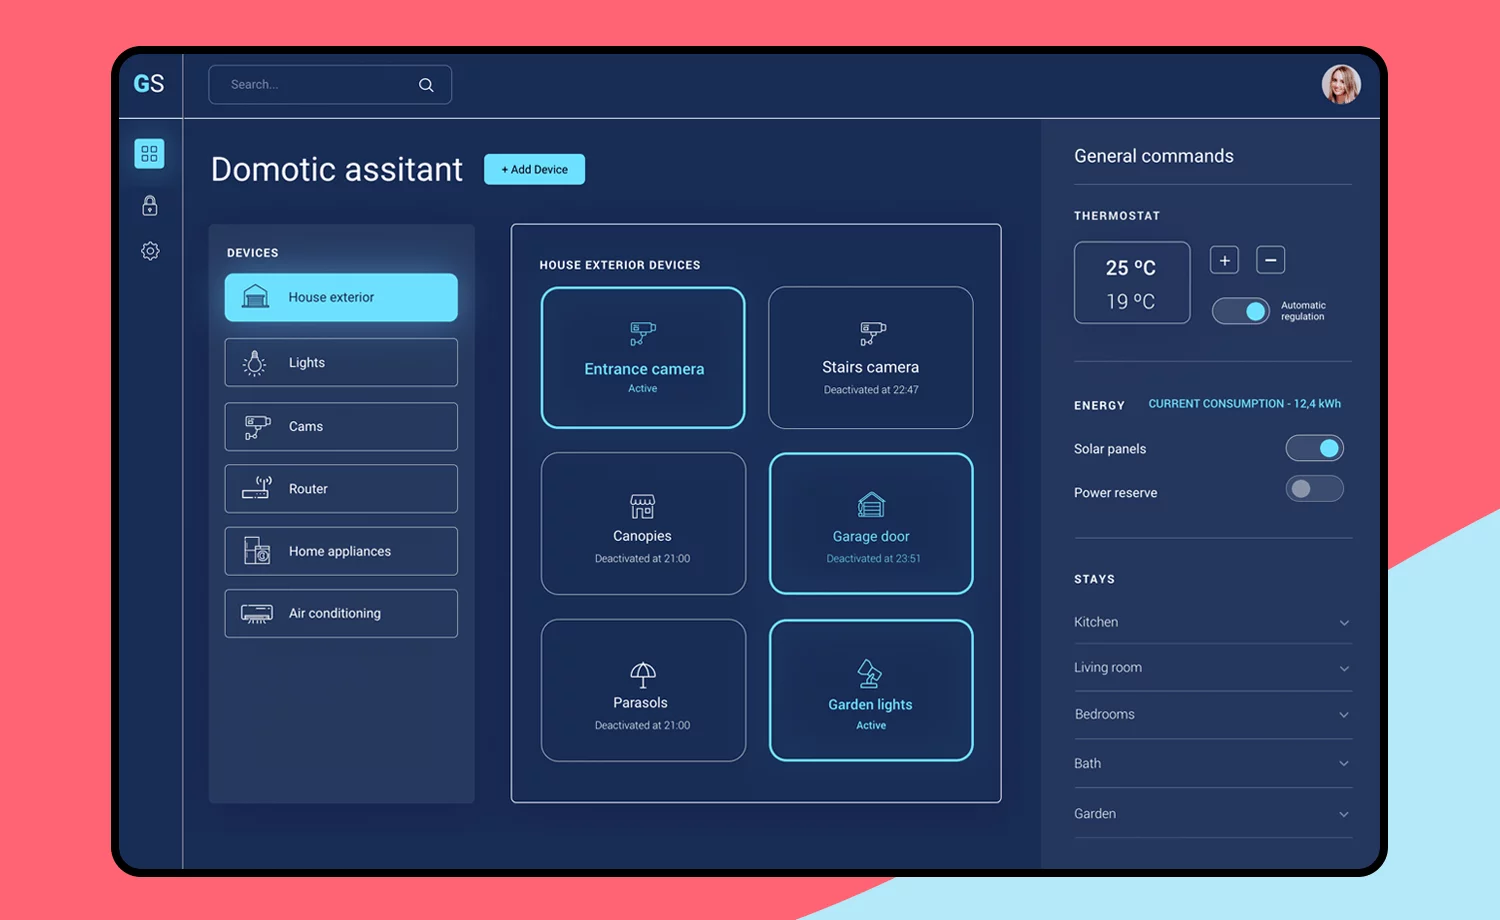 GS
Search...
Domotic assitant
+ Add Device
DEVICES
House exterior
Lights
Cams
Router
Home appliances
Air conditioning
HOUSE EXTERIOR DEVICES
Entrance camera
Active
Stairs camera
Deactivated at 22:47
Canopies
Deactivated at 21:00
Garage door
Deactivated at 23:51
Parasols
Deactivated at 21:00
Garden lights
Active
General commands
THERMOSTAT
25 ºC
19 ºC
+
−
Automatic
regulation
ENERGY
CURRENT CONSUMPTION - 12,4 kWh
Solar panels
Power reserve
STAYS
Kitchen
Living room
Bedrooms
Bath
Garden